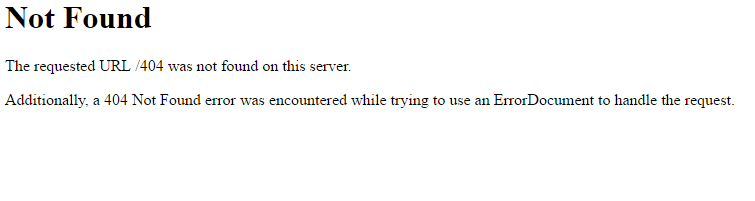 Not Found
The requested URL /404 was not found on this server.
Additionally, a 404 Not Found error was encountered while trying to use an ErrorDocument to handle the request.